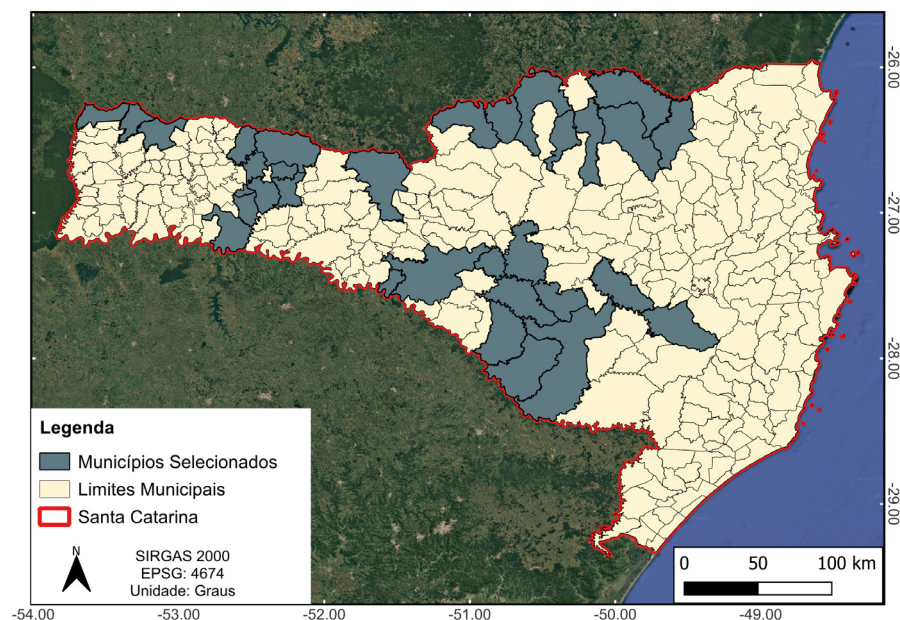 -26.00
-27.00
-28.00
-29.00
Legenda
Municípios Selecionados
Limites Municipais
Santa Catarina
N
SIRGAS 2000
EPSG: 4674
Unidade: Graus
0 50 100 km
-54.00 -53.00 -52.00 -51.00 -50.00 -49.00